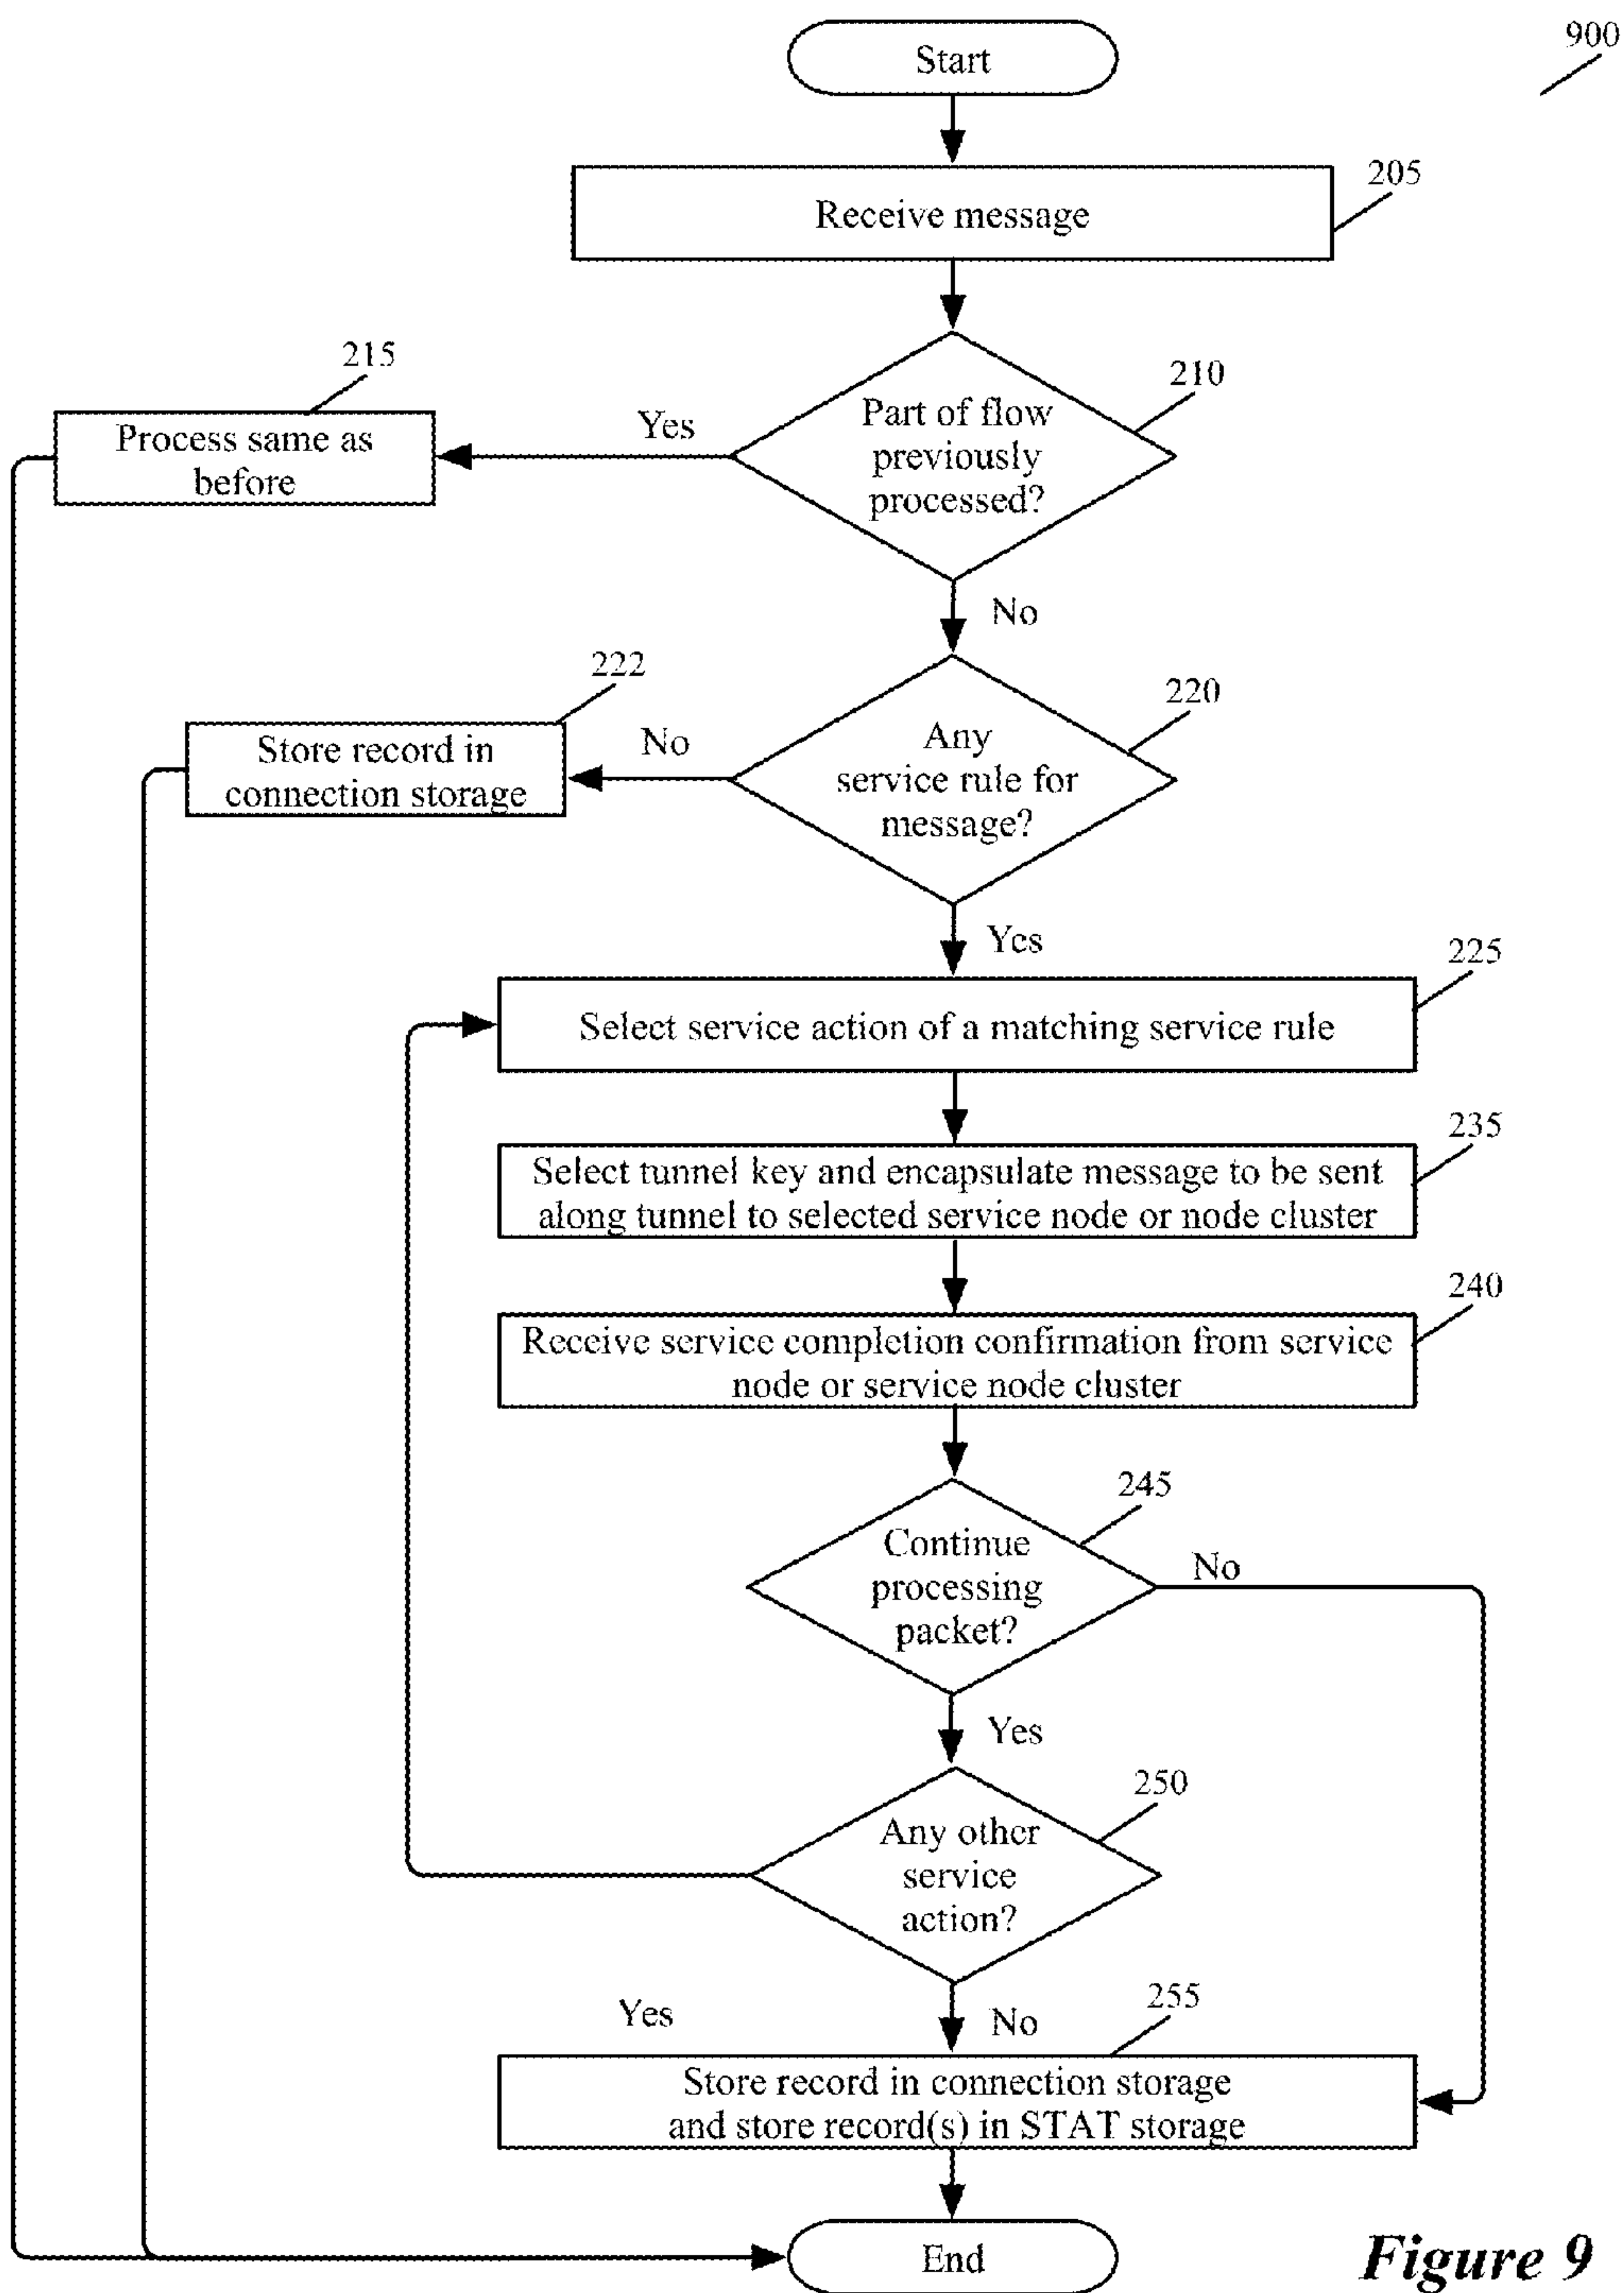 900
Start
205
Receive message
215
210
Process same as
before
Yes
Part of flow
previously
processed?
No
222
220
Store record in
connection storage
No
Any
service rule for
message?
Yes
225
Select service action of a matching service rule
235
Select tunnel key and encapsulate message to be sent
along tunnel to selected service node or node cluster
240
Receive service completion confirmation from service
node or service node cluster
245
Continue
processing
packet?
No
Yes
250
Any other
service
action?
Yes
No
255
Store record in connection storage
and store record(s) in STAT storage
End
Figure 9